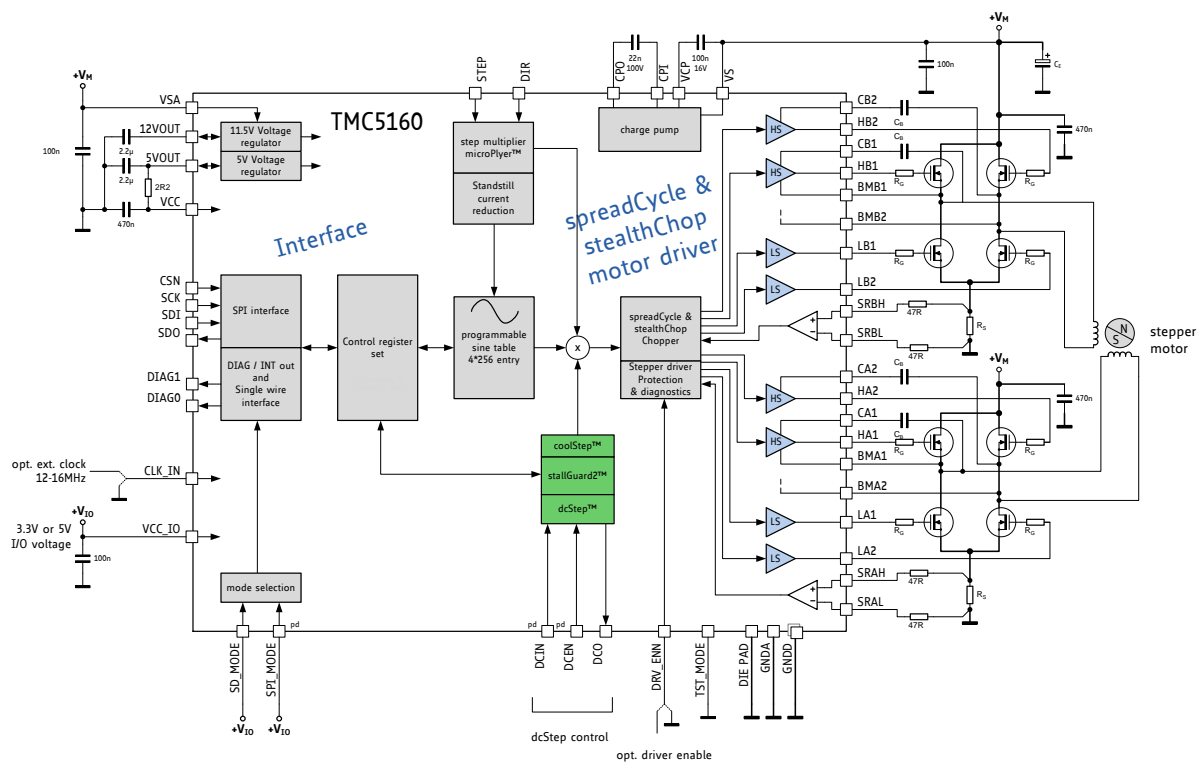 +VM
VSA
12VOUT
2.2µ
5VOUT
2.2µ
100n
2R2
VCC
470n
11.5V Voltage
regulator
5V Voltage
regulator
TMC5160
STEP
DIR
step multiplier
microPlyer™
Standstill
current
reduction
CPO
22n
100V
CPI
VCP
100n
16V
VS
charge pump
+VM
100n
CE
470n
Interface
spreadCycle &
stealthChop
motor driver
CSN
SCK
SDI
SDO
DIAG1
DIAG0
SPI interface
DIAG / INT out
and
Single wire
interface
Control register
set
programmable
sine table
4*256 entry
x
spreadCycle &
stealthChop
Chopper
Stepper driver
Protection
& diagnostics
coolStep™
stallGuard2™
dcStep™
HS
HS
LS
LS
+
-
CB2
CB
HB2
CB
CB1
HB1
RG
RG
BMB1
BMB2
LB1
RG
RG
LB2
SRBH
47R
RS
SRBL
47R
N
S
stepper
motor
+VM
470n
HS
HS
LS
LS
+
-
CA2
CB
HA2
CA1
CB
HA1
RG
RG
BMA1
BMA2
LA1
RG
RG
LA2
SRAH
47R
RS
SRAL
47R
opt. ext. clock
12-16MHz
CLK_IN
+VIO
3.3V or 5V
I/O voltage
VCC_IO
100n
mode selection
pd
SD_MODE
SPI_MODE
+VIO
+VIO
pd
pd
DCIN
DCEN
DCO
dcStep control
DRV_ENN
opt. driver enable
TST_MODE
DIE PAD
GNDA
GNDD